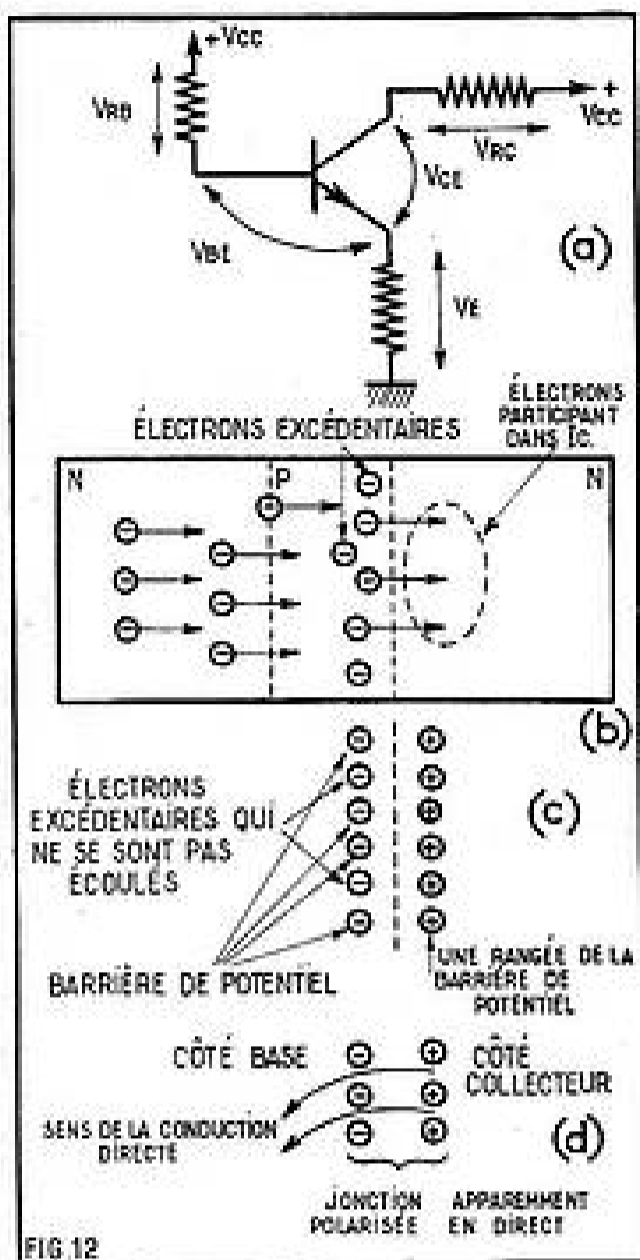 +VCC
VRB
+
VCC
VRC
VCE
VBE
(a)
VE
ÉLECTRONS EXCÉDENTAIRES
ÉLECTRONS
PARTICIPANT
DANS IC.
N
P
N
(b)
ÉLECTRONS
EXCÉDENTAIRES QUI
NE SE SONT PAS
ÉCOULÉS
(c)
BARRIÈRE DE POTENTIEL
UNE RANGÉE DE LA
BARRIÈRE DE
POTENTIEL
CÔTÉ BASE
CÔTÉ
COLLECTEUR
SENS DE LA CONDUCTION
DIRECTE
(d)
JONCTION APPAREMMENT
POLARISÉE EN DIRECT
FIG.12